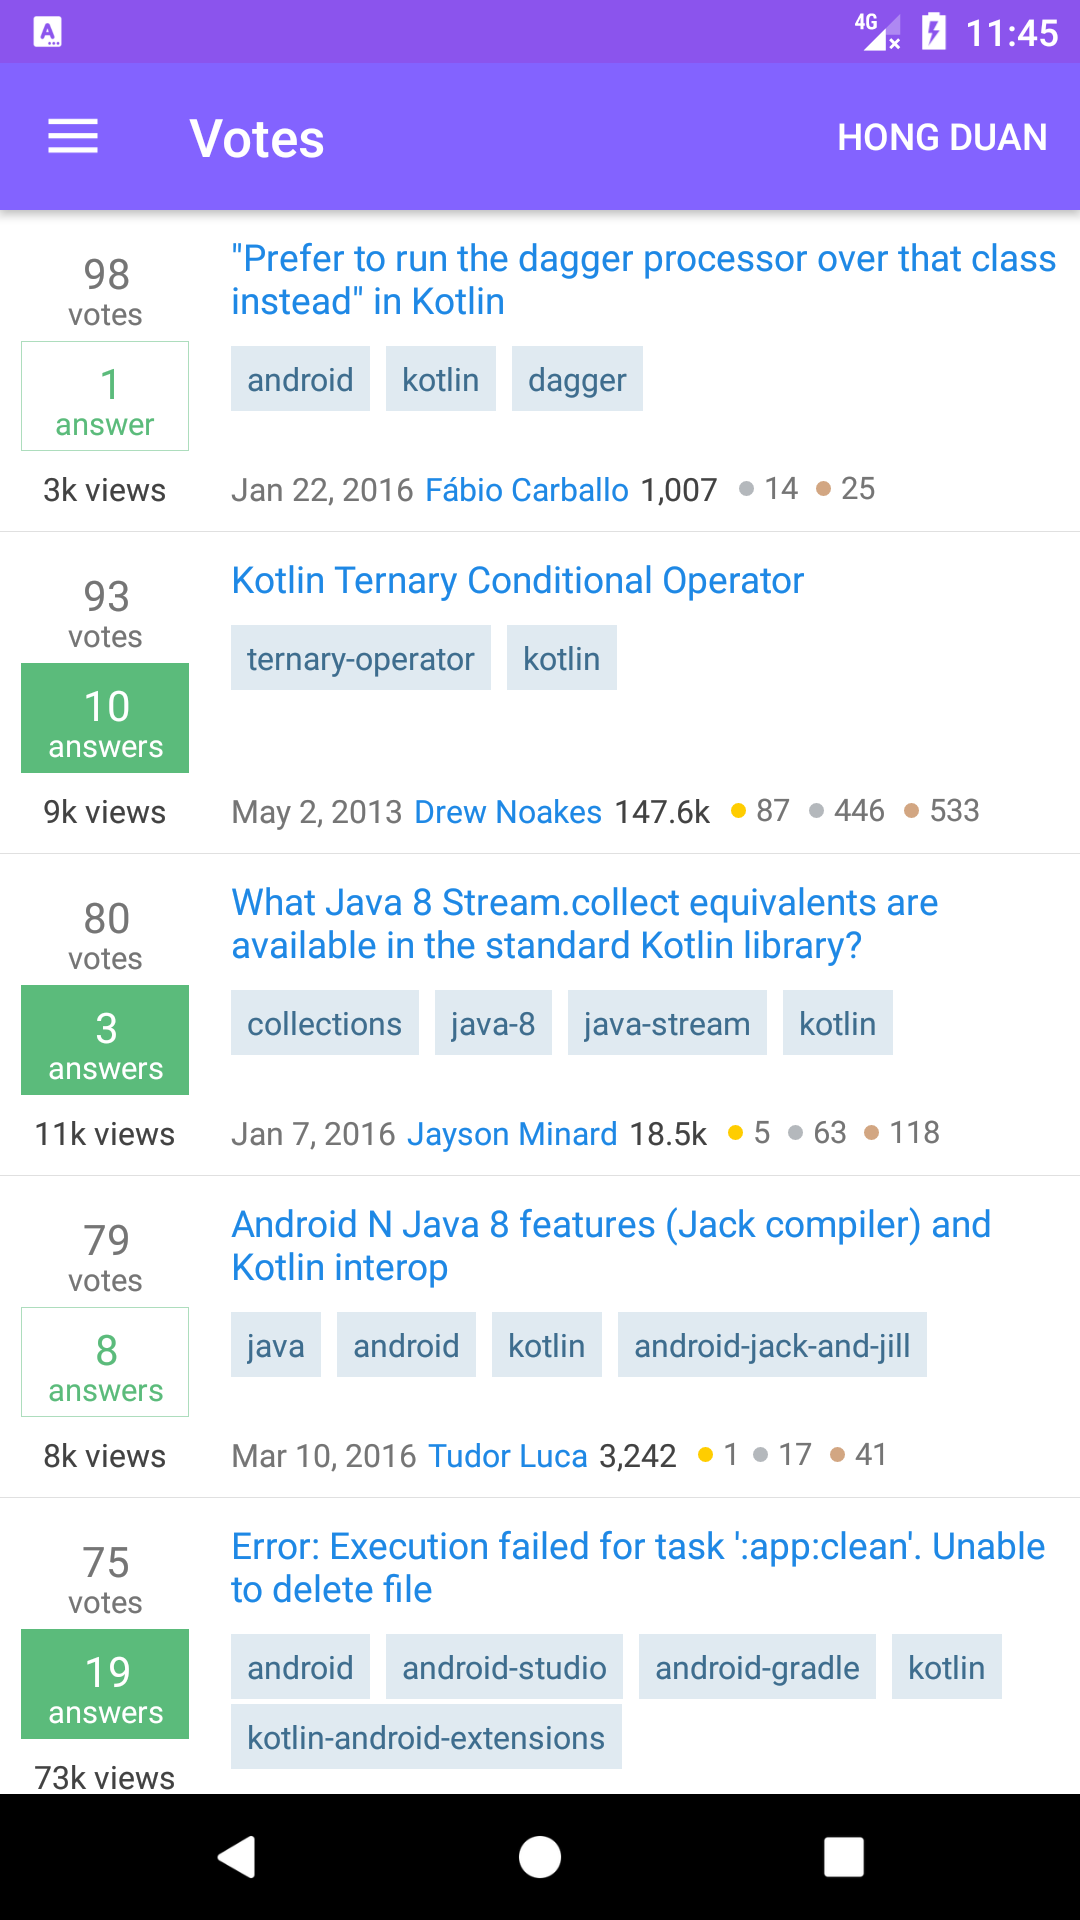 4G 11:45
Votes HONG DUAN
98
votes
1
answer
3k views
"Prefer to run the dagger processor over that class
instead" in Kotlin
android kotlin dagger
Jan 22, 2016 Fábio Carballo 1,007 14 25
93
votes
10
answers
9k views
Kotlin Ternary Conditional Operator
ternary-operator kotlin
May 2, 2013 Drew Noakes 147.6k 87 446 533
80
votes
3
answers
11k views
What Java 8 Stream.collect equivalents are
available in the standard Kotlin library?
collections java-8 java-stream kotlin
Jan 7, 2016 Jayson Minard 18.5k 5 63 118
79
votes
8
answers
8k views
Android N Java 8 features (Jack compiler) and
Kotlin interop
java android kotlin android-jack-and-jill
Mar 10, 2016 Tudor Luca 3,242 1 17 41
75
votes
19
answers
73k views
Error: Execution failed for task ':app:clean'. Unable
to delete file
android android-studio android-gradle kotlin
kotlin-android-extensions